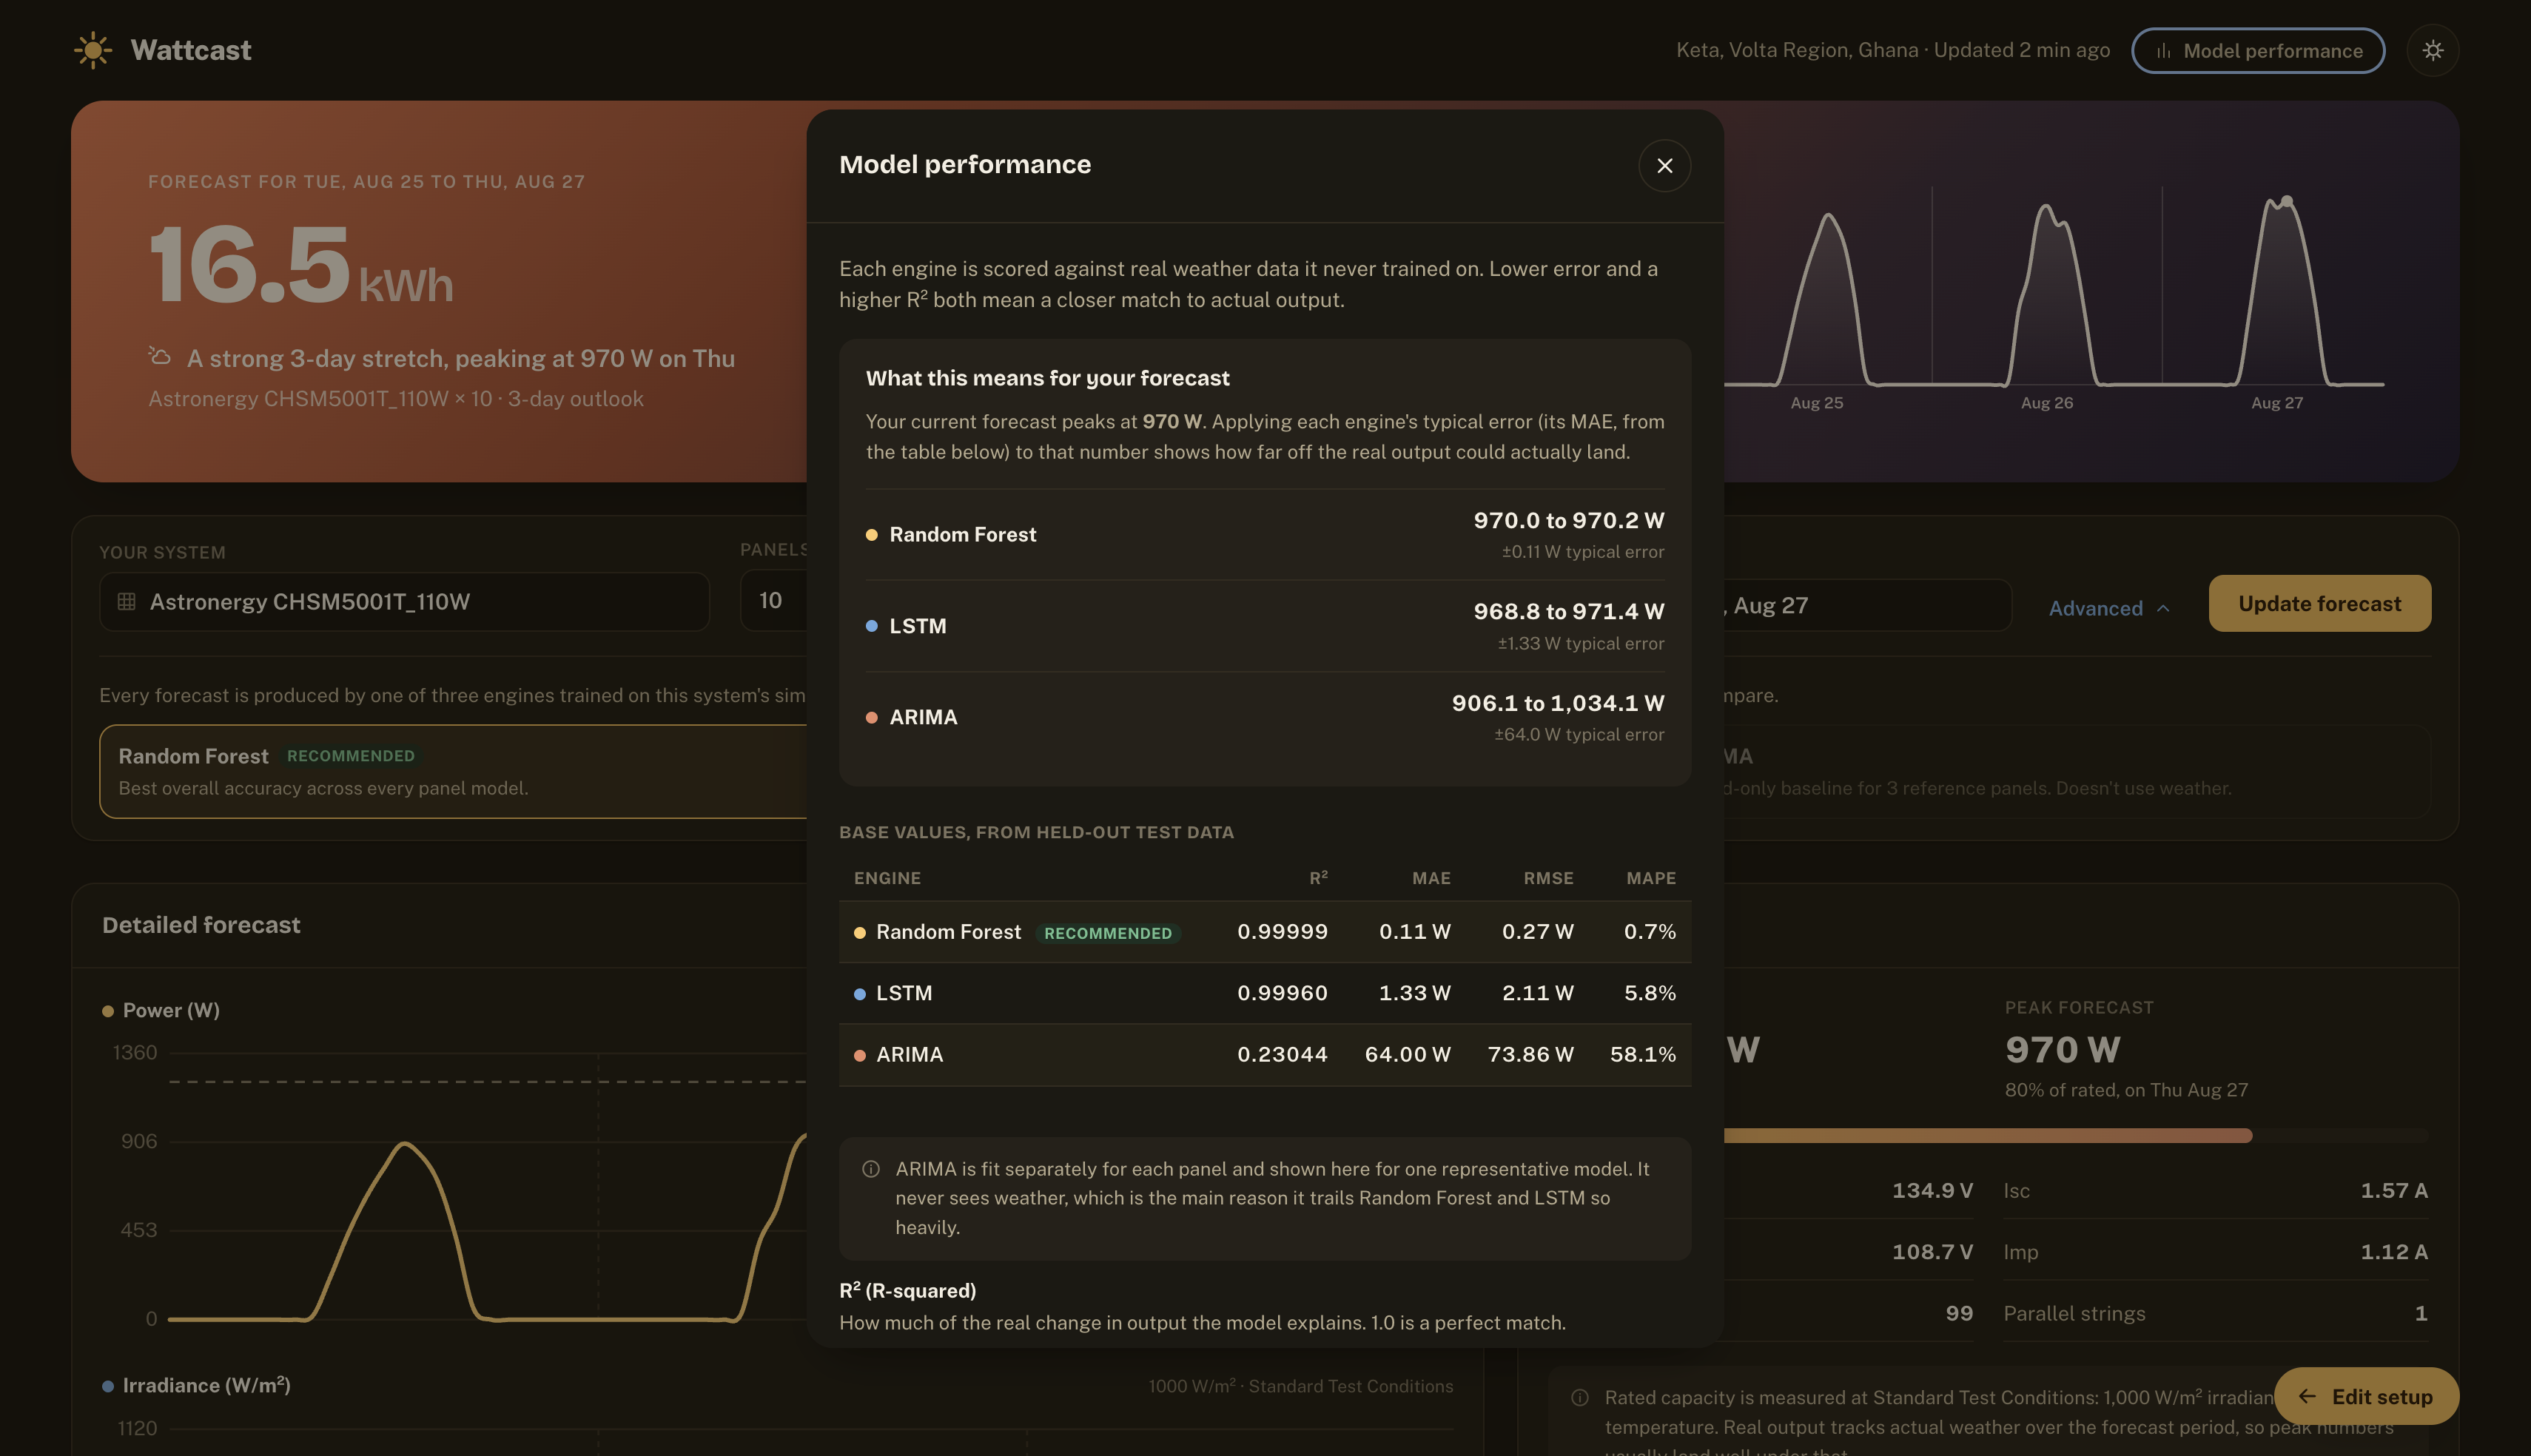 Wattcast
Keta, Volta Region, Ghana · Updated 2 min ago
Model performance
FORECAST FOR TUE, AUG 25 TO THU, AUG 27
16.5 kWh
A strong 3-day stretch, peaking at 970 W on Thu
Astronergy CHSM5001T_110W × 10 · 3-day outlook
Aug 25
Aug 26
Aug 27
YOUR SYSTEM
Astronergy CHSM5001T_110W
PANELS
10
, Aug 27
Advanced
Update forecast
Every forecast is produced by one of three engines trained on this system's
Random Forest RECOMMENDED
Best overall accuracy across every panel model.
-only baseline for 3 reference panels. Doesn't use weather.
Model performance
Each engine is scored against real weather data it never trained on. Lower error and a
higher R² both mean a closer match to actual output.
What this means for your forecast
Your current forecast peaks at 970 W. Applying each engine's typical error (its MAE, from
the table below) to that number shows how far off the real output could actually land.
Random Forest
970.0 to 970.2 W
±0.11 W typical error
LSTM
968.8 to 971.4 W
±1.33 W typical error
ARIMA
906.1 to 1,034.1 W
±64.0 W typical error
BASE VALUES, FROM HELD-OUT TEST DATA
ENGINE R² MAE RMSE MAPE
Random Forest RECOMMENDED 0.99999 0.11 W 0.27 W 0.7%
LSTM 0.99960 1.33 W 2.11 W 5.8%
ARIMA 0.23044 64.00 W 73.86 W 58.1%
ARIMA is fit separately for each panel and shown here for one representative model. It
never sees weather, which is the main reason it trails Random Forest and LSTM so
heavily.
R² (R-squared)
How much of the real change in output the model explains. 1.0 is a perfect match.
Detailed forecast
Power (W)
1360
906
453
0
Irradiance (W/m²)
1000 W/m² · Standard Test Conditions
1120
W
PEAK FORECAST
970 W
80% of rated, on Thu Aug 27
134.9 V
Isc 1.57 A
108.7 V
Imp 1.12 A
99
Parallel strings 1
Rated capacity is measured at Standard Test Conditions: 1,000 W/m²
temperature. Real output tracks actual weather over the forecast period, so peak numbers
Edit setup